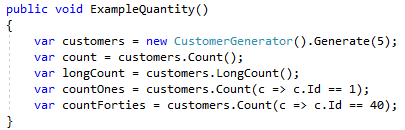 public void ExampleQuantity()
{
    var customers = new CustomerGenerator().Generate(5);
    var count = customers.Count();
    var longCount = customers.LongCount();
    var countOnes = customers.Count(c => c.Id == 1);
    var countForties = customers.Count(c => c.Id == 40);
}